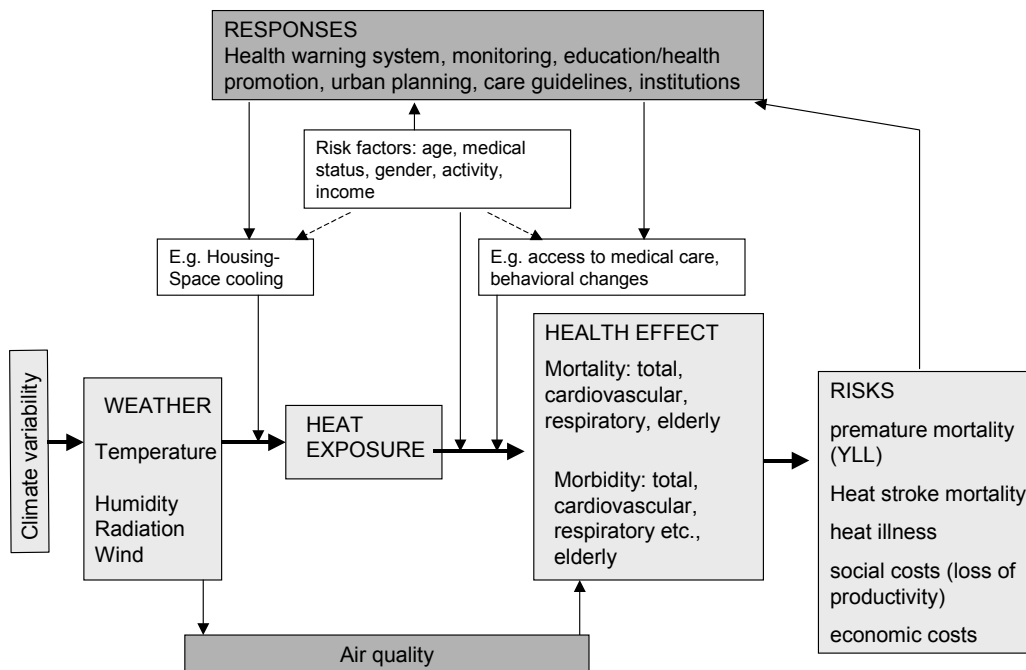 RESPONSES
Health warning system, monitoring, education/health
promotion, urban planning, care guidelines, institutions
Risk factors: age, medical
status, gender, activity,
income
E.g. Housing-
Space cooling
E.g. access to medical care,
behavioral changes
Climate variability
WEATHER
Temperature
Humidity
Radiation
Wind
HEAT
EXPOSURE
HEALTH EFFECT
Mortality: total,
cardiovascular,
respiratory, elderly
Morbidity: total,
cardiovascular,
respiratory etc.,
elderly
RISKS
premature mortality
(YLL)
Heat stroke mortality
heat illness
social costs (loss of
productivity)
economic costs
Air quality